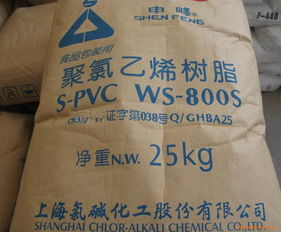 申峰
SHEN FENG
食品包装用
聚氯乙烯树脂
S-PVC WS-800S
证字第038号Q/GHBA25
净重N.W. 25kg
上海氯碱化工股份有限公司
SHANGHAI CHLOR-ALKALI CHEMICAL CO.,LTD